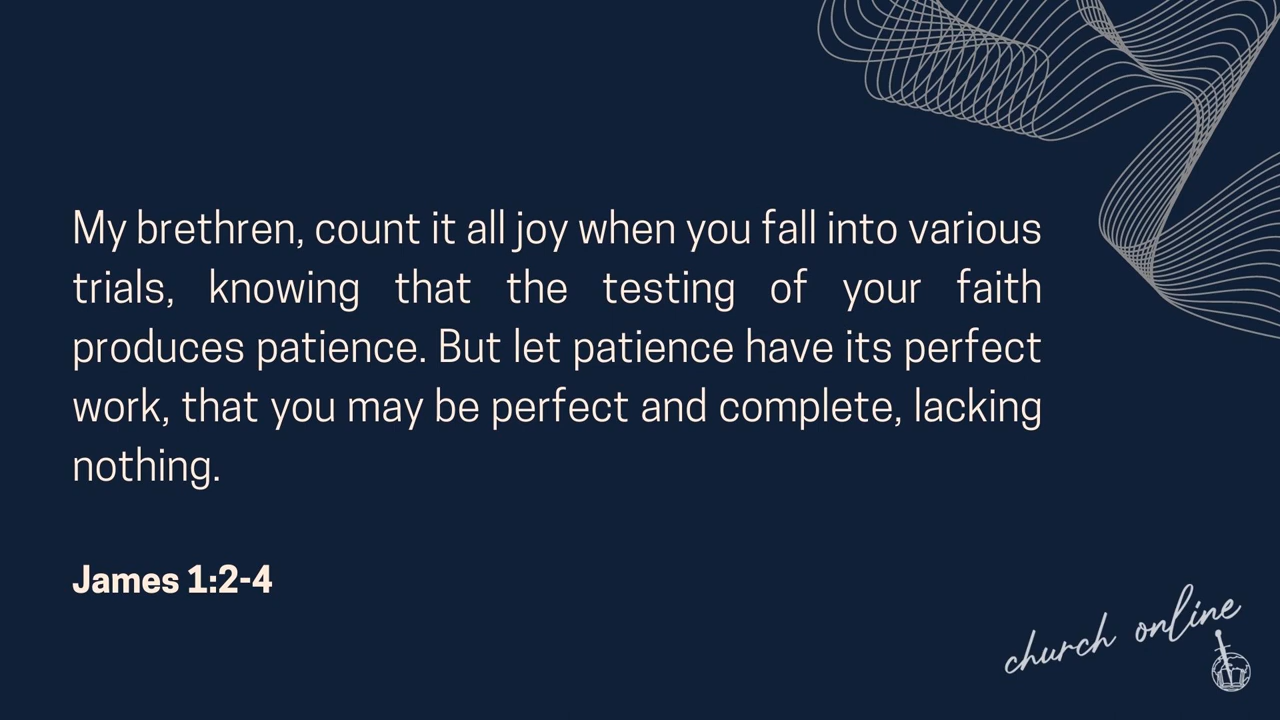 My brethren, count it all joy when you fall into various
trials, knowing that the testing of your faith
produces patience. But let patience have its perfect
work, that you may be perfect and complete, lacking
nothing.
James 1:2-4
church online